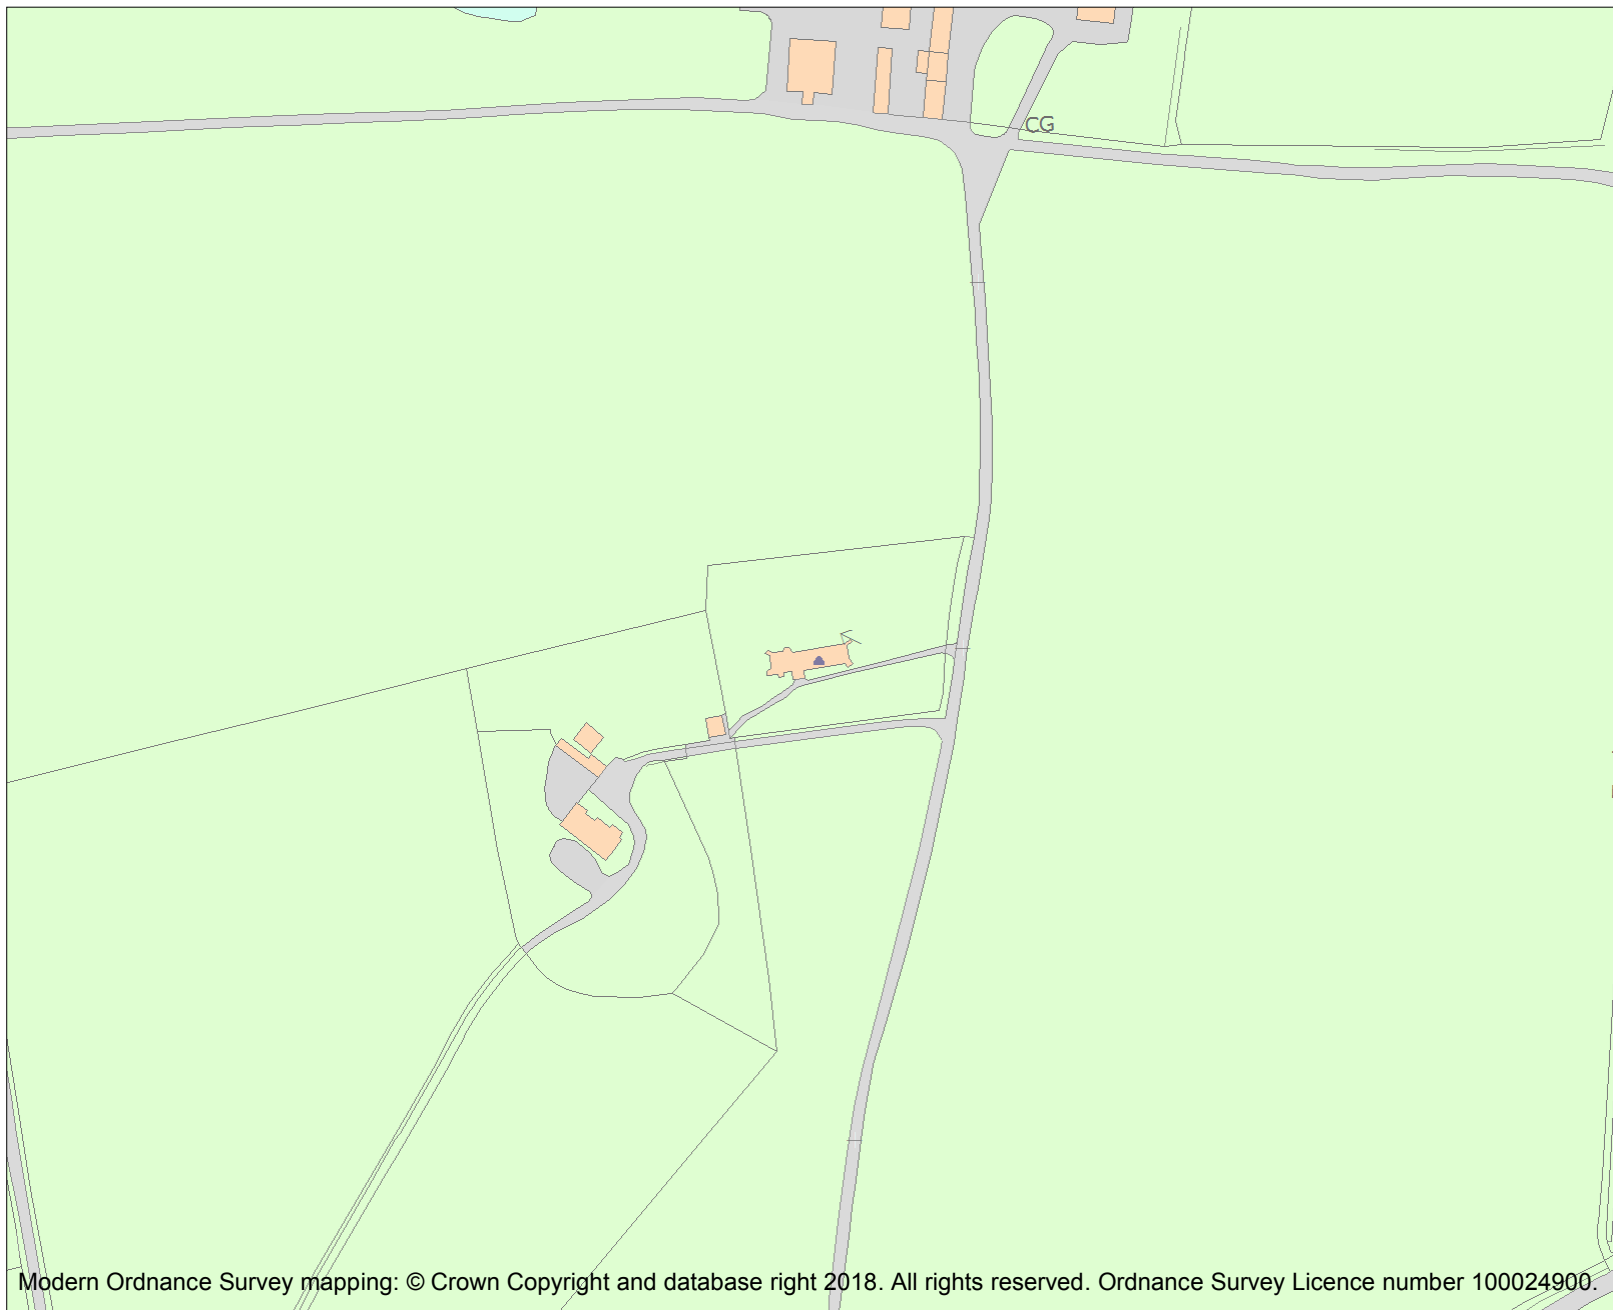 CG
Modern Ordnance Survey mapping: © Crown Copyright and database right 2018. All rights reserved. Ordnance Survey Licence number 100024900.